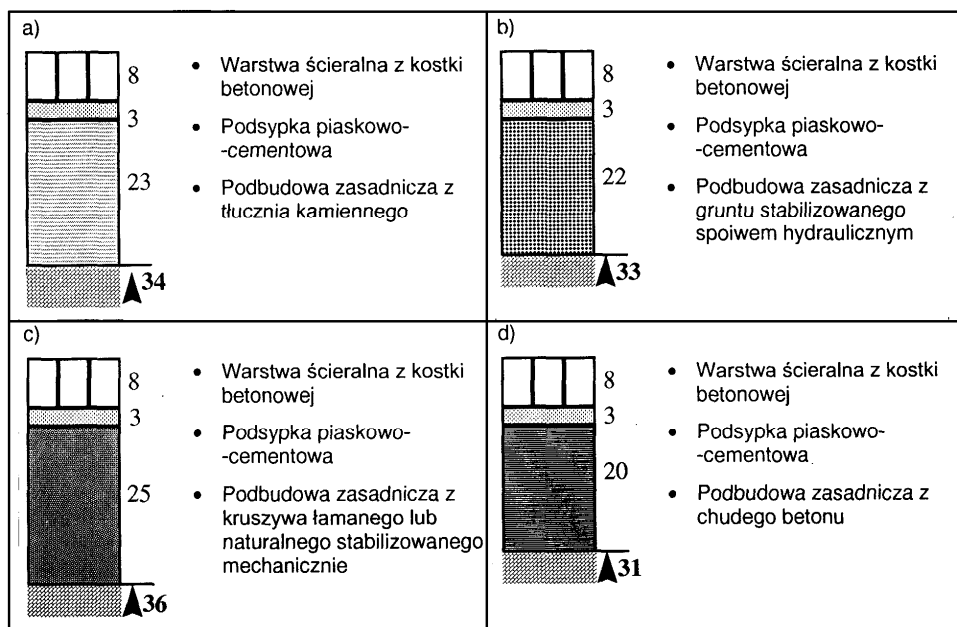 a)
8
3
23
34
• Warstwa ścieralna z kostki
betonowej
• Podsypka piaskowo-
-cementowa
• Podbudowa zasadnicza z
tłucznia kamiennego
b)
8
3
22
33
• Warstwa ścieralna z kostki
betonowej
• Podsypka piaskowo-
-cementowa
• Podbudowa zasadnicza z
gruntu stabilizowanego
spoiwem hydraulicznym
c)
8
3
25
36
• Warstwa ścieralna z kostki
betonowej
• Podsypka piaskowo-
-cementowa
• Podbudowa zasadnicza z
kruszywa łamanego lub
naturalnego stabilizowanego
mechanicznie
d)
8
3
20
31
• Warstwa ścieralna z kostki
betonowej
• Podsypka piaskowo-
-cementowa
• Podbudowa zasadnicza z
chudego betonu